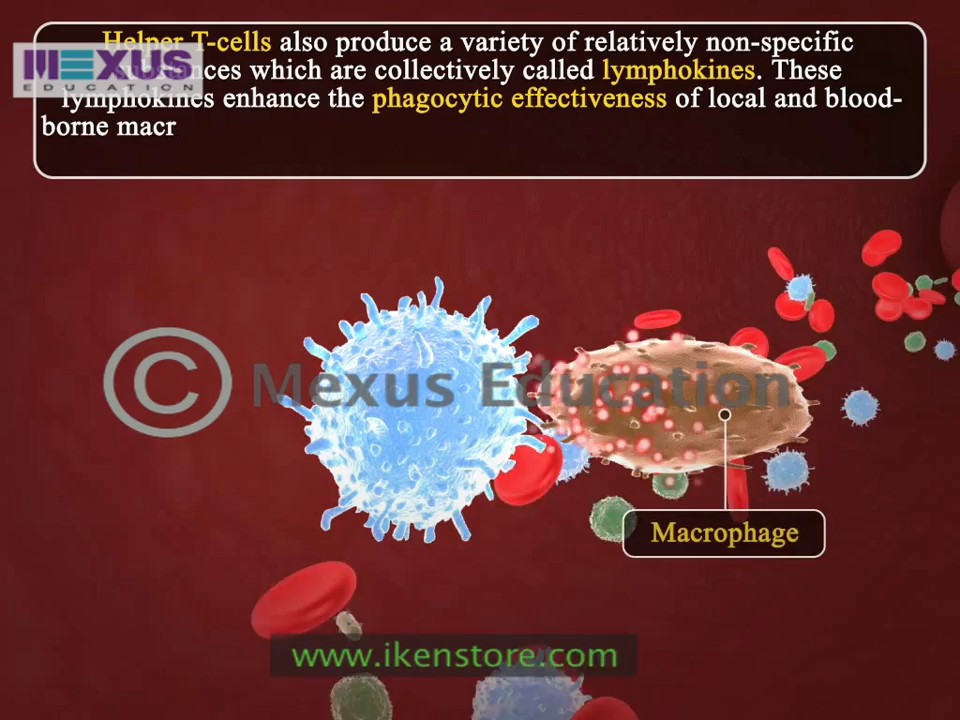 Helper T-cells also produce a variety of relatively non-specific
MEXUS
EDUCATION
substances which are collectively called lymphokines. These
lymphokines enhance the phagocytic effectiveness of local and blood-
borne macr
© Mexus Education
Macrophage
www.ikenstore.com